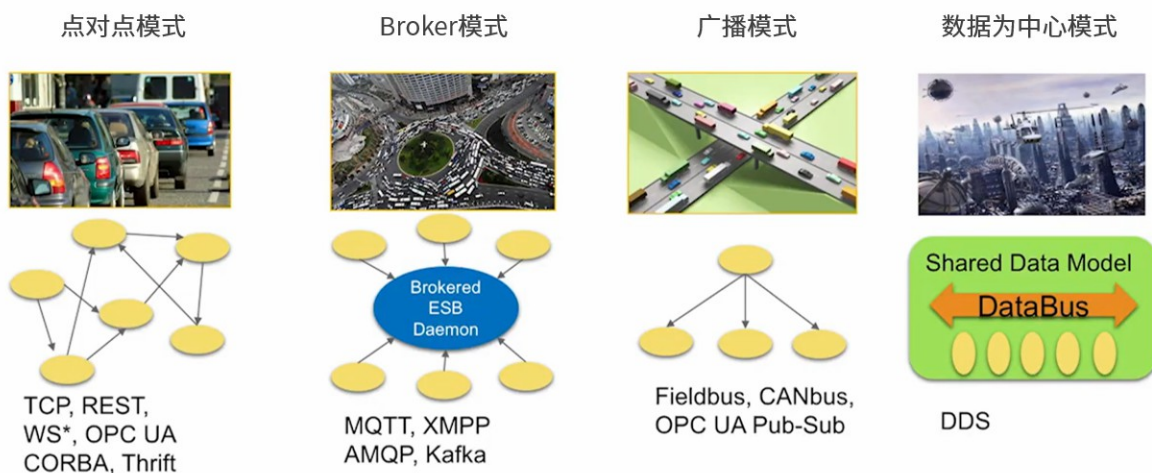 点对点模式
Broker模式
广播模式
数据为中心模式
Brokered
ESB
Daemon
Shared Data Model
DataBus
TCP, REST,
WS*, OPC UA
CORBA, Thrift
MQTT, XMPP
AMQP, Kafka
Fieldbus, CANbus,
OPC UA Pub-Sub
DDS